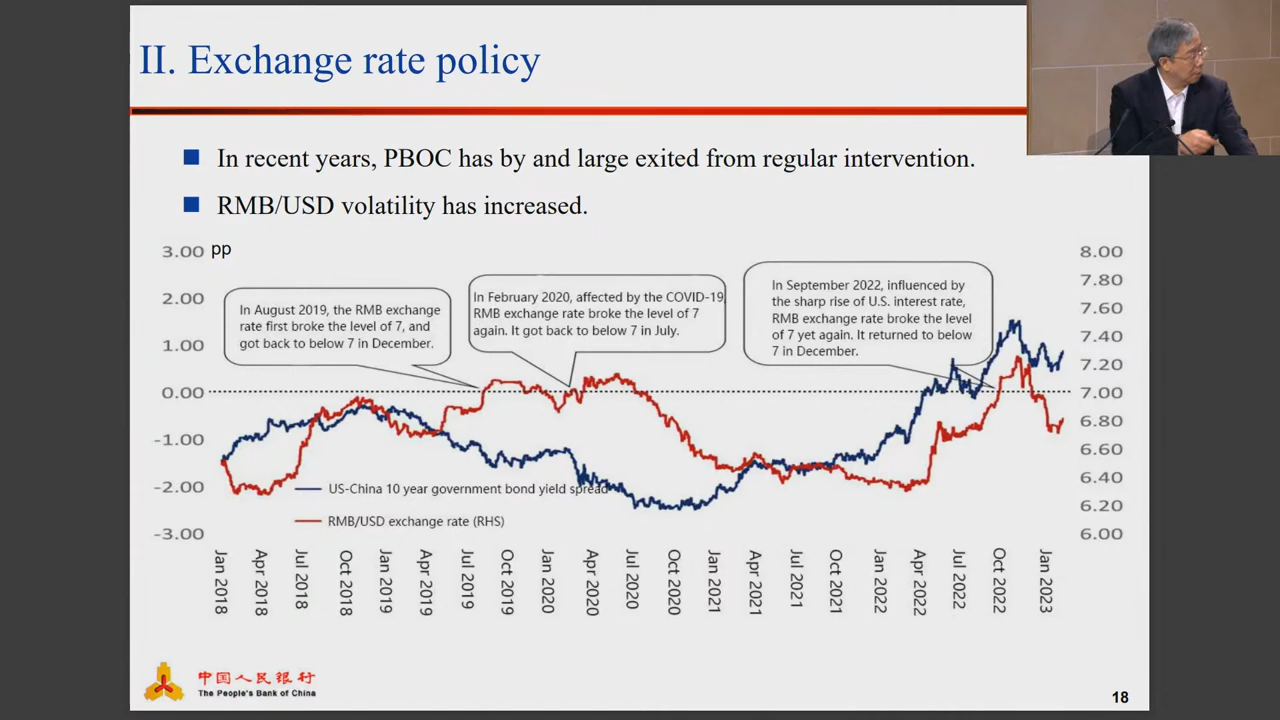 II. Exchange rate policy
In recent years, PBOC has by and large exited from regular intervention.
RMB/USD volatility has increased.
3.00 pp
2.00
1.00
0.00
-1.00
-2.00
-3.00
In August 2019, the RMB exchange
rate first broke the level of 7, and
got back to below 7 in December.
In February 2020, affected by the COVID-19,
RMB exchange rate broke the level of 7
again. It got back to below 7 in July.
In September 2022, influenced by
the sharp rise of U.S. interest rate,
RMB exchange rate broke the level
of 7 yet again. It returned to below
7 in December.
8.00
7.80
7.60
7.40
7.20
7.00
6.80
6.60
6.40
6.20
6.00
US-China 10 year government bond yield spread
RMB/USD exchange rate (RHS)
Jan 2018
Apr 2018
Jul 2018
Oct 2018
Jan 2019
Apr 2019
Jul 2019
Oct 2019
Jan 2020
Apr 2020
Jul 2020
Oct 2020
Jan 2021
Apr 2021
Jul 2021
Oct 2021
Jan 2022
Apr 2022
Jul 2022
Oct 2022
Jan 2023
中国人民银行
The People's Bank of China
18